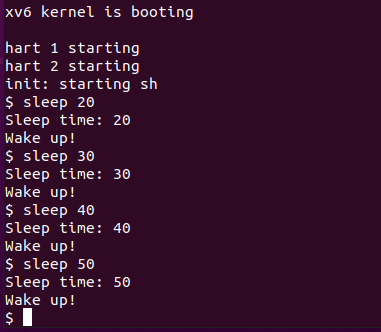 xv6 kernel is booting
hart 1 starting
hart 2 starting
init: starting sh
$ sleep 20
Sleep time: 20
Wake up!
$ sleep 30
Sleep time: 30
Wake up!
$ sleep 40
Sleep time: 40
Wake up!
$ sleep 50
Sleep time: 50
Wake up!
$